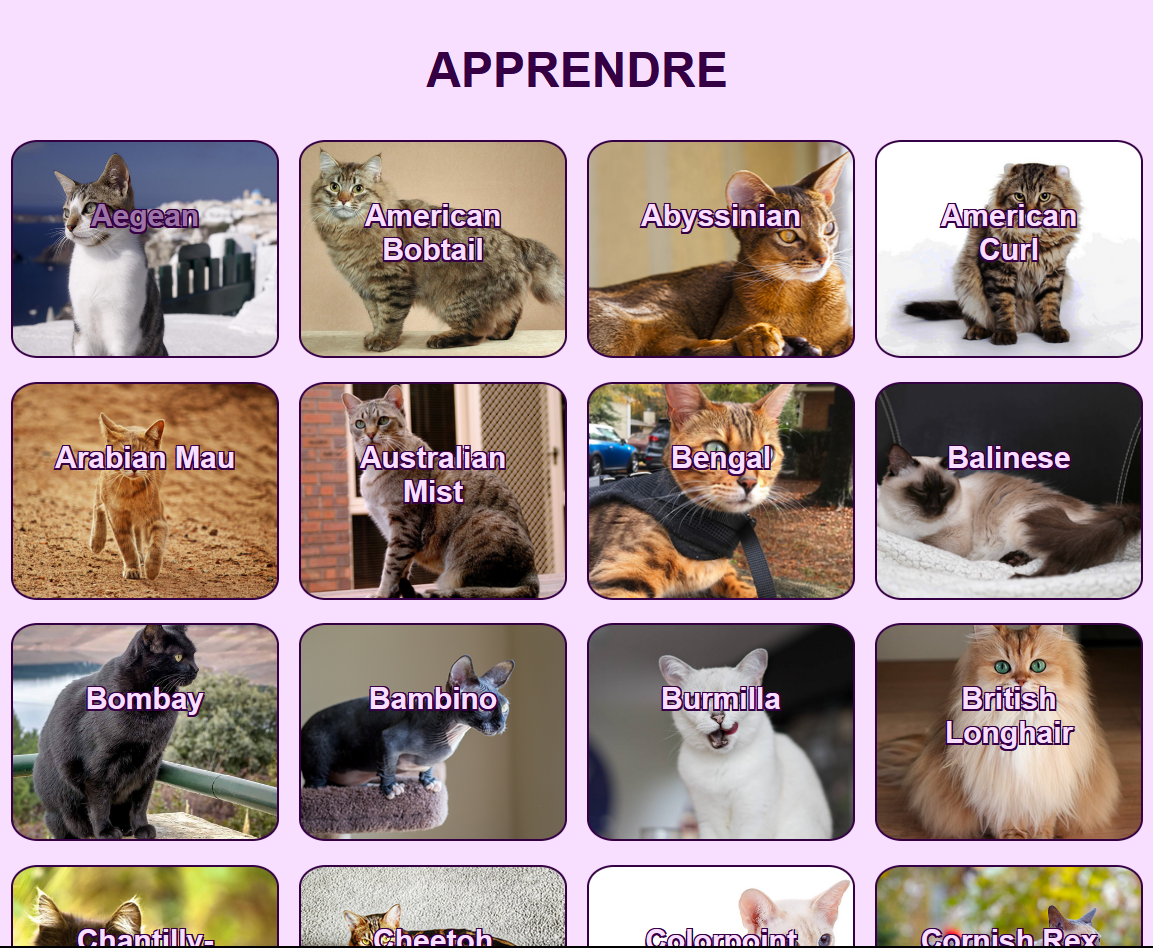 APPRENDRE
Aegean
American
Bobtail
Abyssinian
American
Curl
Arabian Mau
Australian
Mist
Bengal
Balinese
Bombay
Bambino
Burmilla
British
Longhair
Chantilly-
Cheetoh
Colorpoint
Cornish Rex